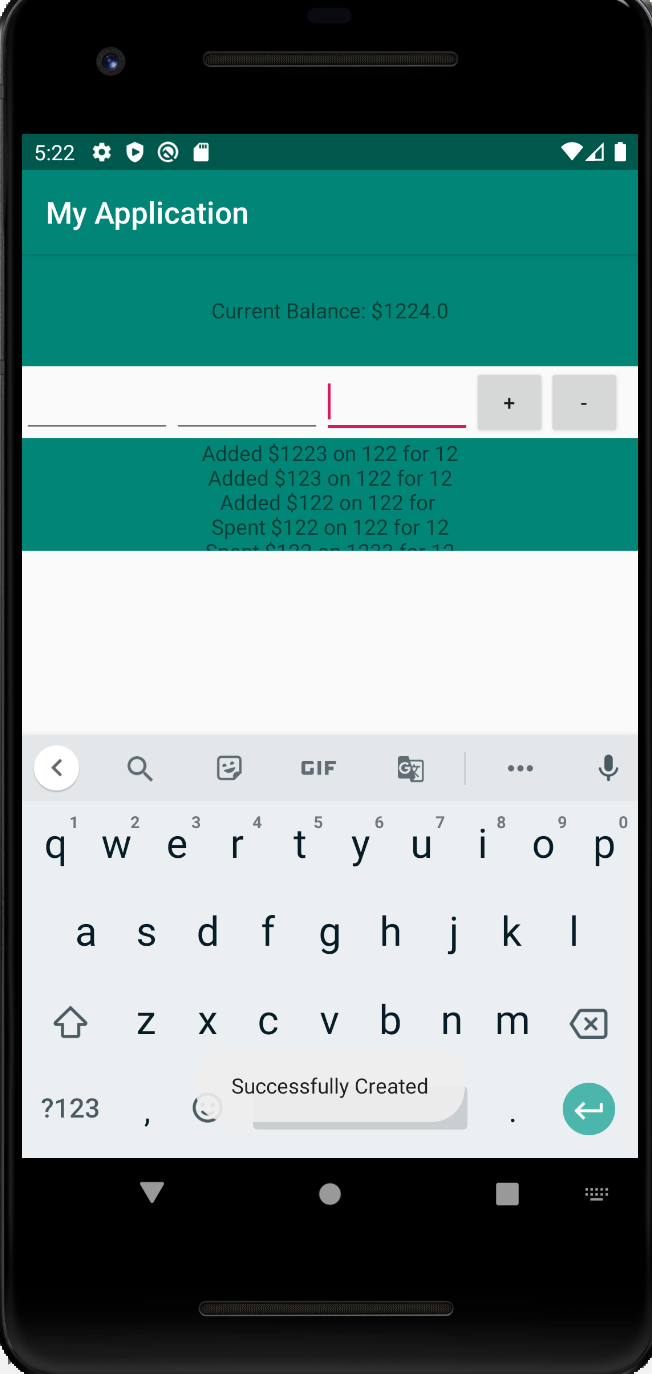 5:22
My Application
Current Balance: $1224.0
+ -
Added $1223 on 122 for 12
Added $123 on 122 for 12
Added $122 on 122 for
Spent $122 on 122 for 12
GIF
1 2 3 4 5 6 7 8 9 0
q w e r t y u i o p
a s d f g h j k l
z x c v b n m
Successfully Created
?123 , .